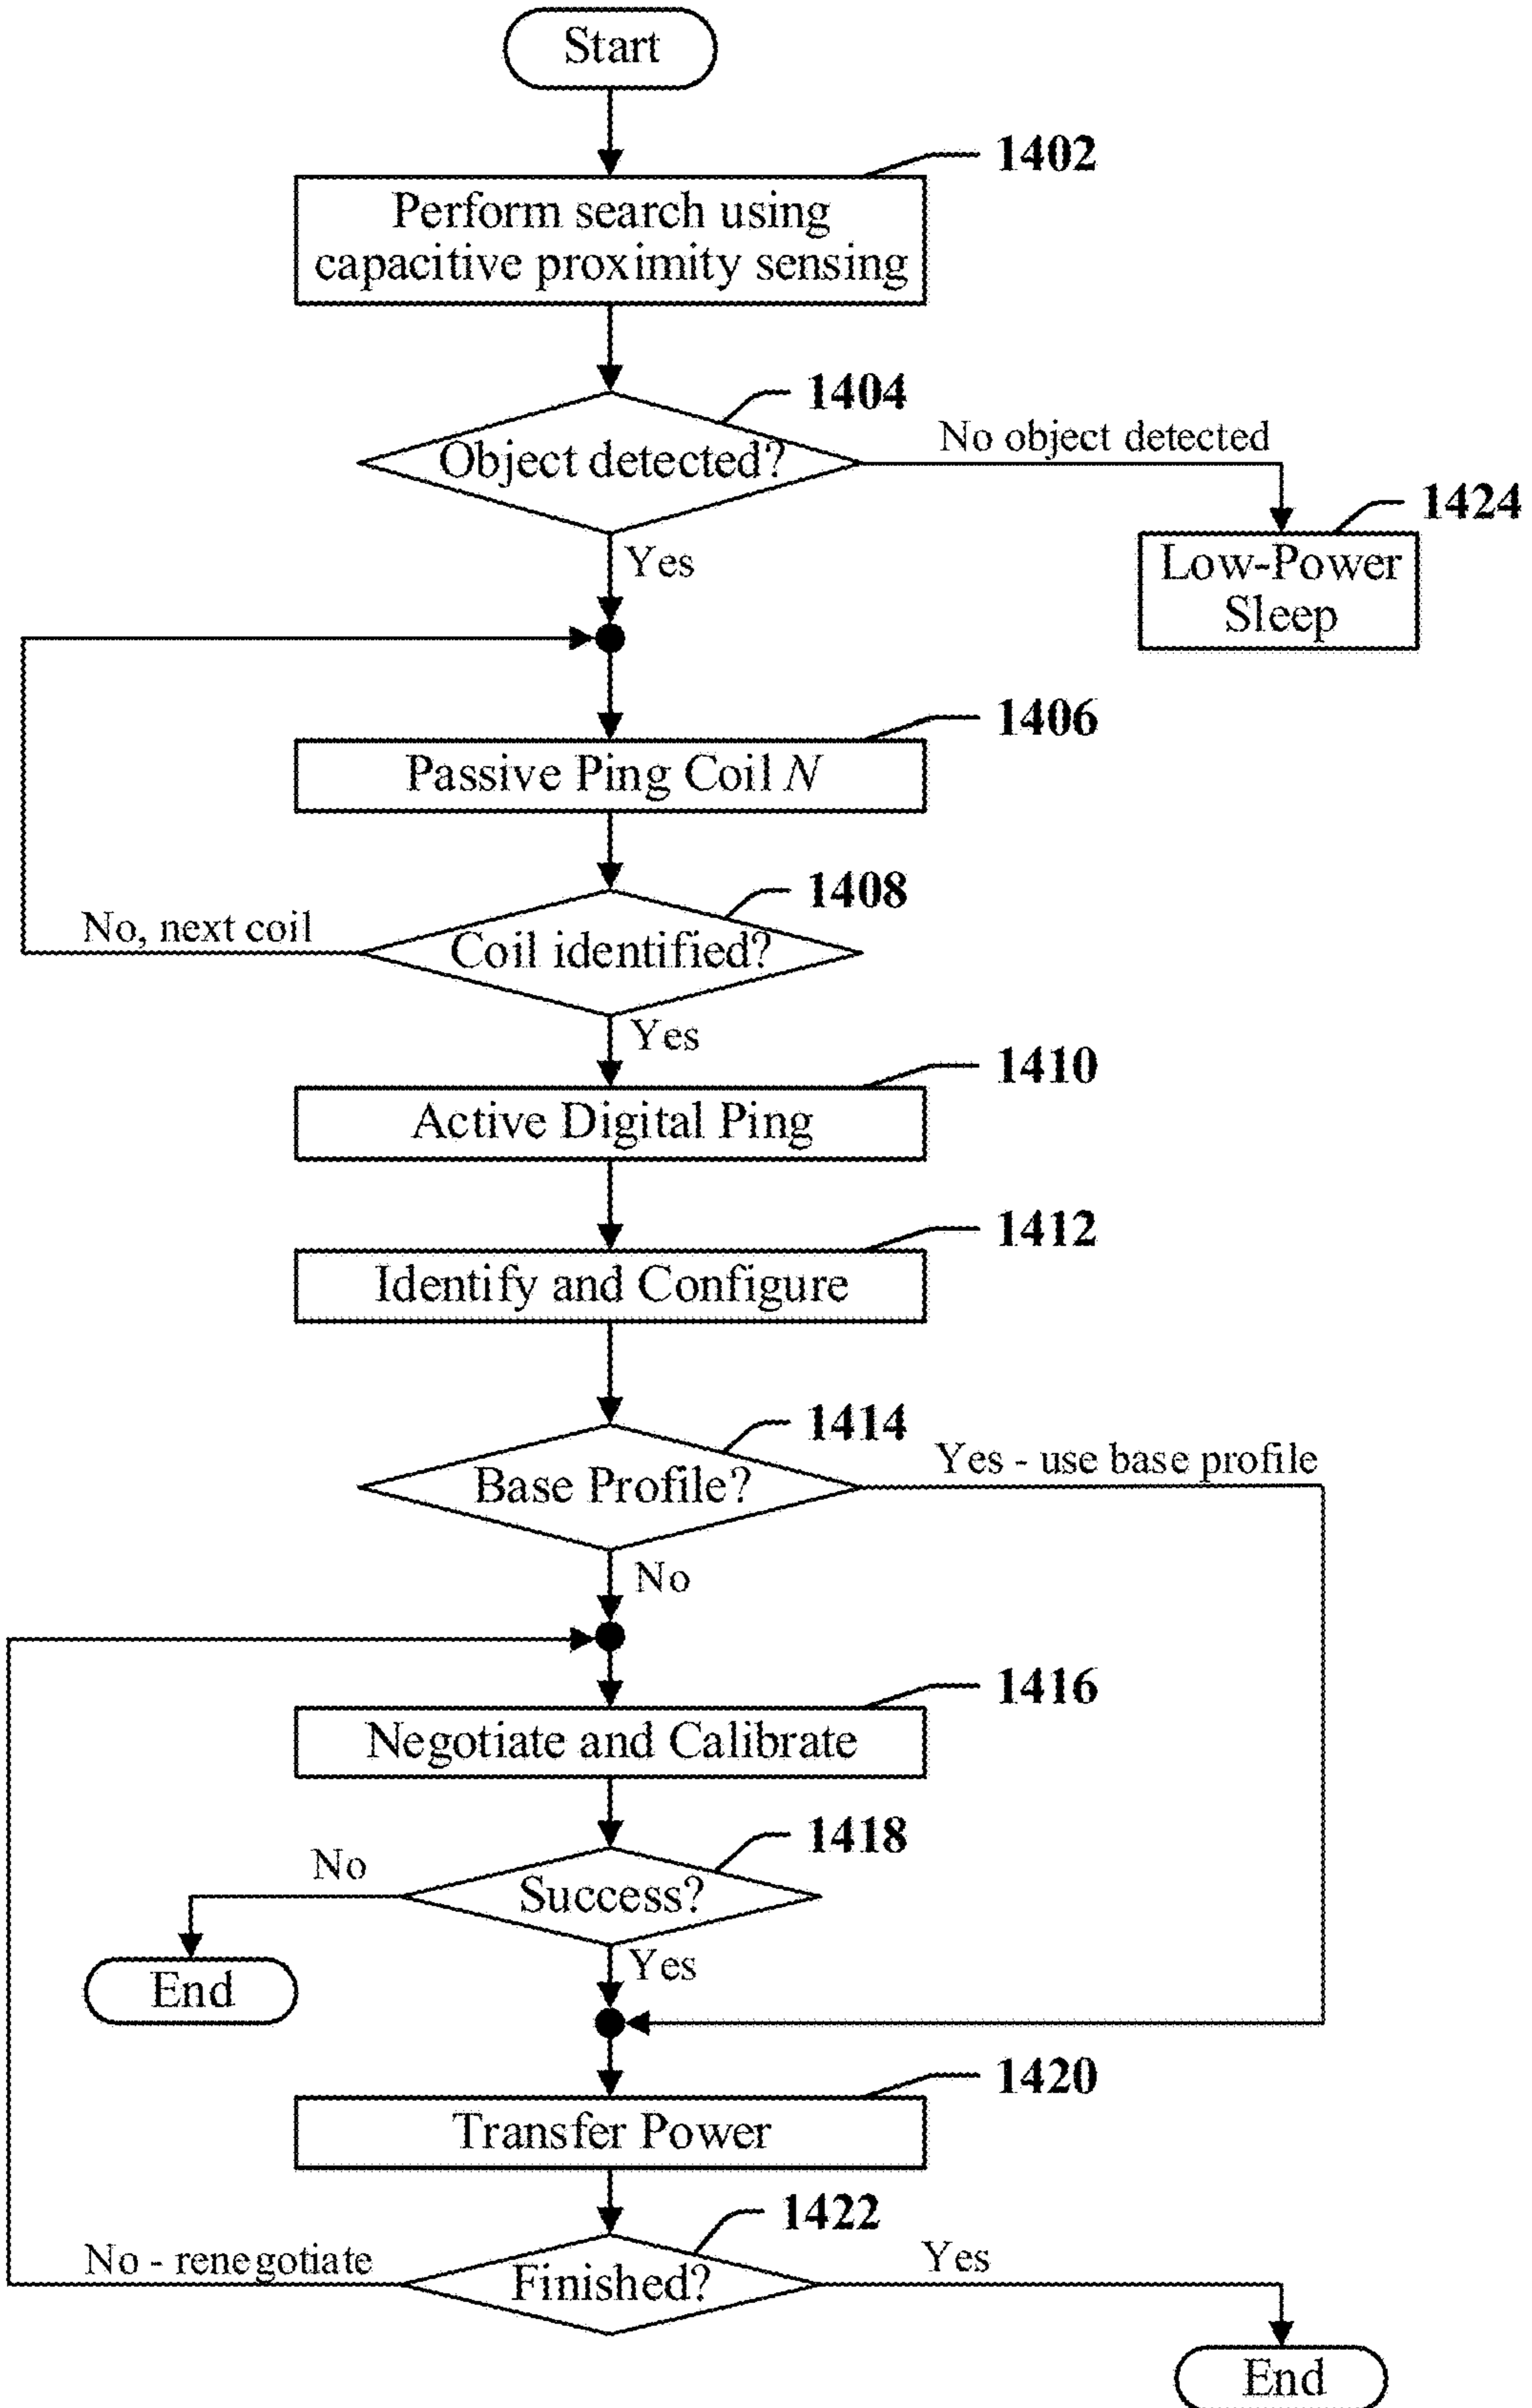 Start
1402
Perform search using
capacitive proximity sensing
1404
Object detected?
No object detected
1424
Low-Power
Sleep
Yes
1406
Passive Ping Coil N
1408
No, next coil
Coil identified?
Yes
1410
Active Digital Ping
1412
Identify and Configure
1414
Base Profile?
Yes - use base profile
No
1416
Negotiate and Calibrate
1418
No
Success?
End
Yes
1420
Transfer Power
1422
No - renegotiate
Finished?
Yes
End